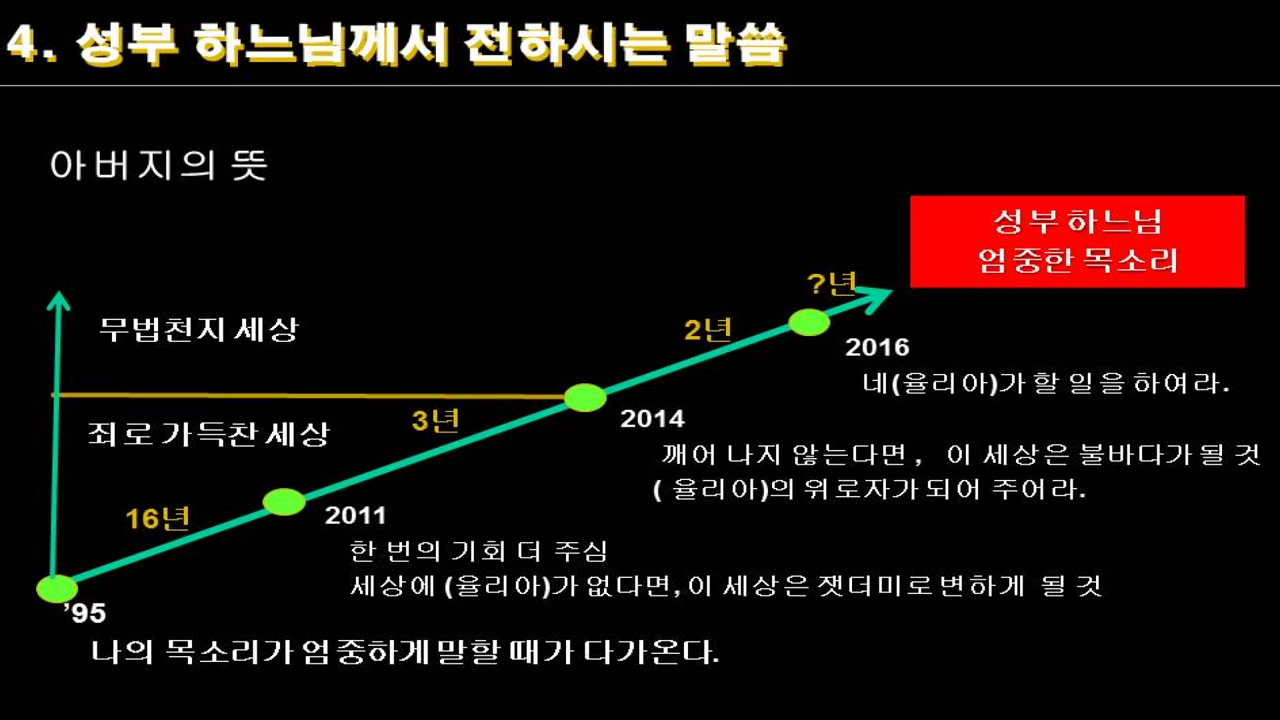 4. 성부 하느님께서 전하시는 말씀
아버지의 뜻
성부 하느님
엄중한 목소리
?년
무법천지 세상
2년
2016
네(율리아)가 할 일을 하여라.
죄로 가득찬 세상
3년
2014
깨어 나지 않는다면, 이 세상은 불바다가 될 것
( 율리아)의 위로자가 되어 주어라.
16년
2011
한 번의 기회 더 주심
세상에 (율리아)가 없다면, 이 세상은 잿더미로 변하게 될 것
’95
나의 목소리가 엄중하게 말할 때가 다가온다.